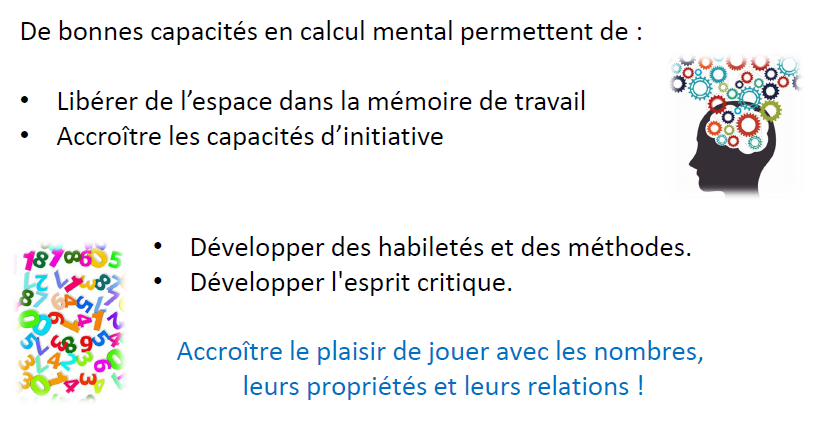 De bonnes capacités en calcul mental permettent de :
• Libérer de l’espace dans la mémoire de travail
• Accroître les capacités d’initiative
• Développer des habiletés et des méthodes.
• Développer l'esprit critique.
Accroître le plaisir de jouer avec les nombres,
leurs propriétés et leurs relations !